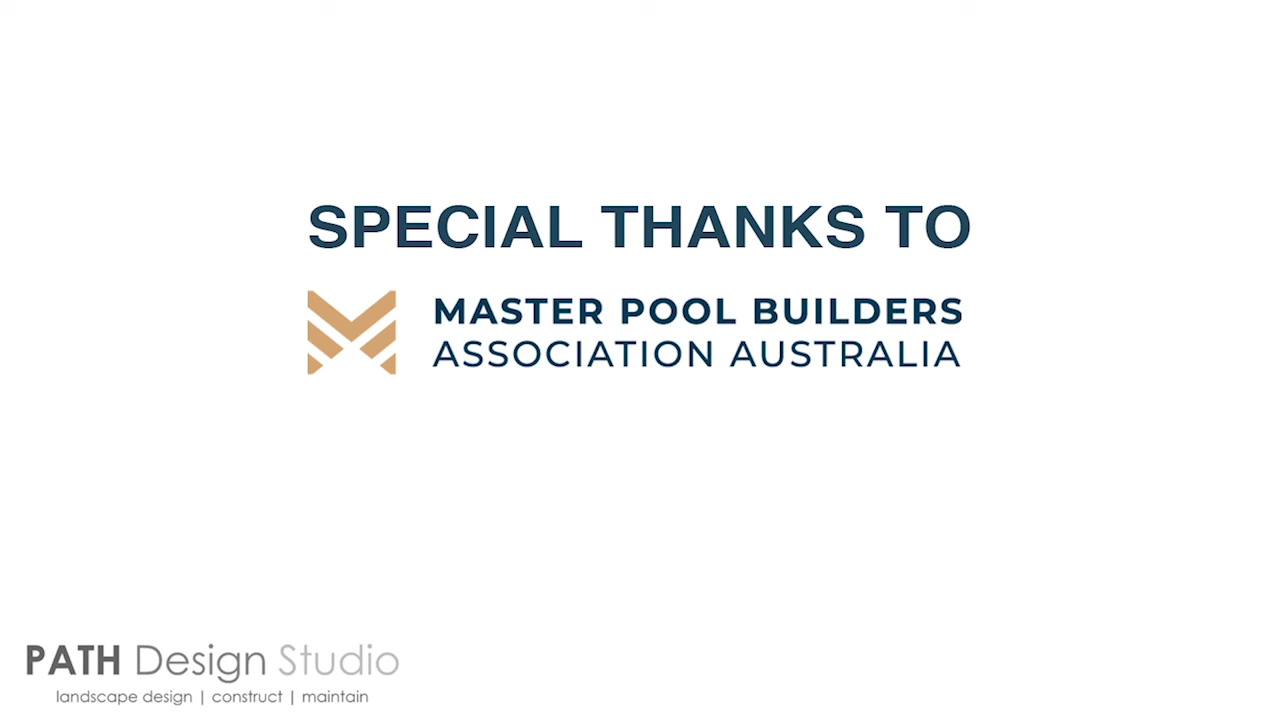 SPECIAL THANKS TO
MASTER POOL BUILDERS
ASSOCIATION AUSTRALIA
PATH Design Studio
landscape design | construct | maintain